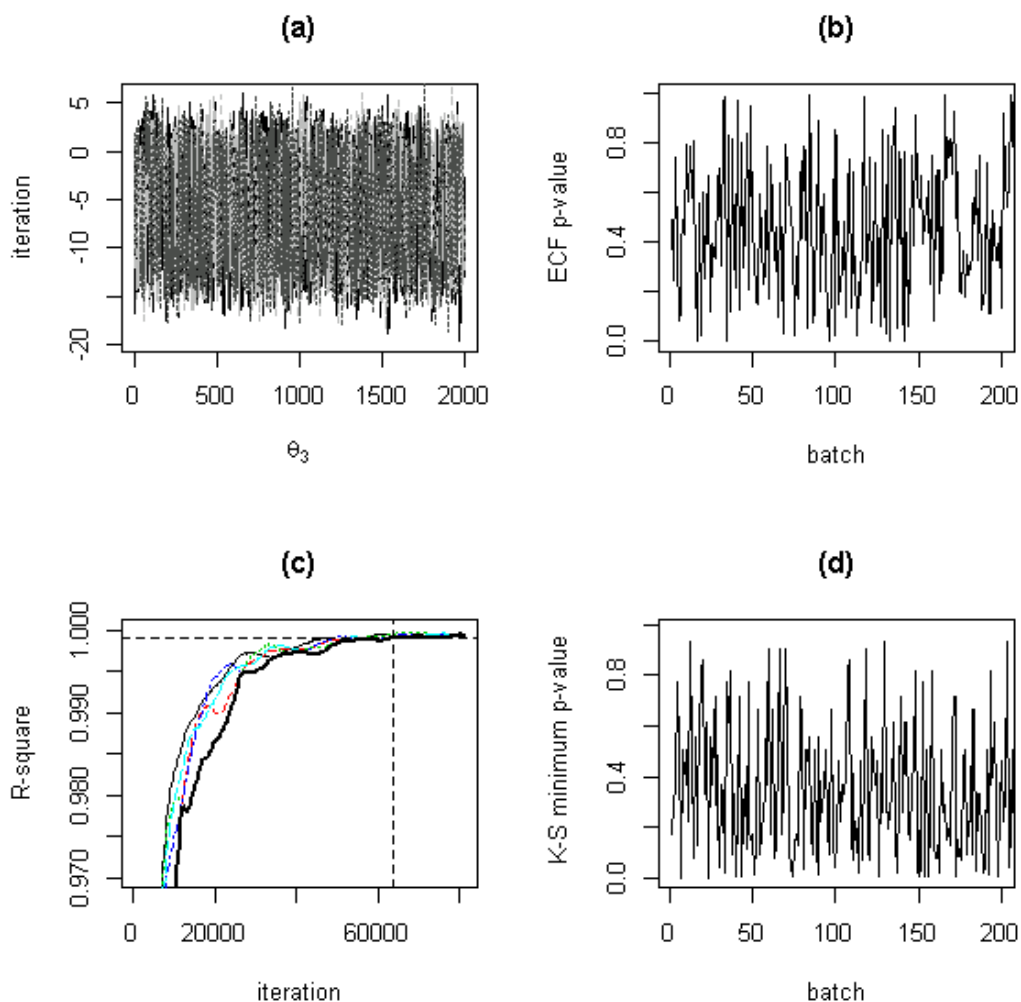 (a)
iteration
5
0
-5
-10
-20
0 500 1000 1500 2000
θ3
(b)
ECF p-value
0.8
0.4
0.0
0 50 100 150 200
batch
(c)
R-square
1.000
0.990
0.980
0.970
0 20000 60000
iteration
(d)
K-S minimum p-value
0.8
0.4
0.0
0 50 100 150 200
batch